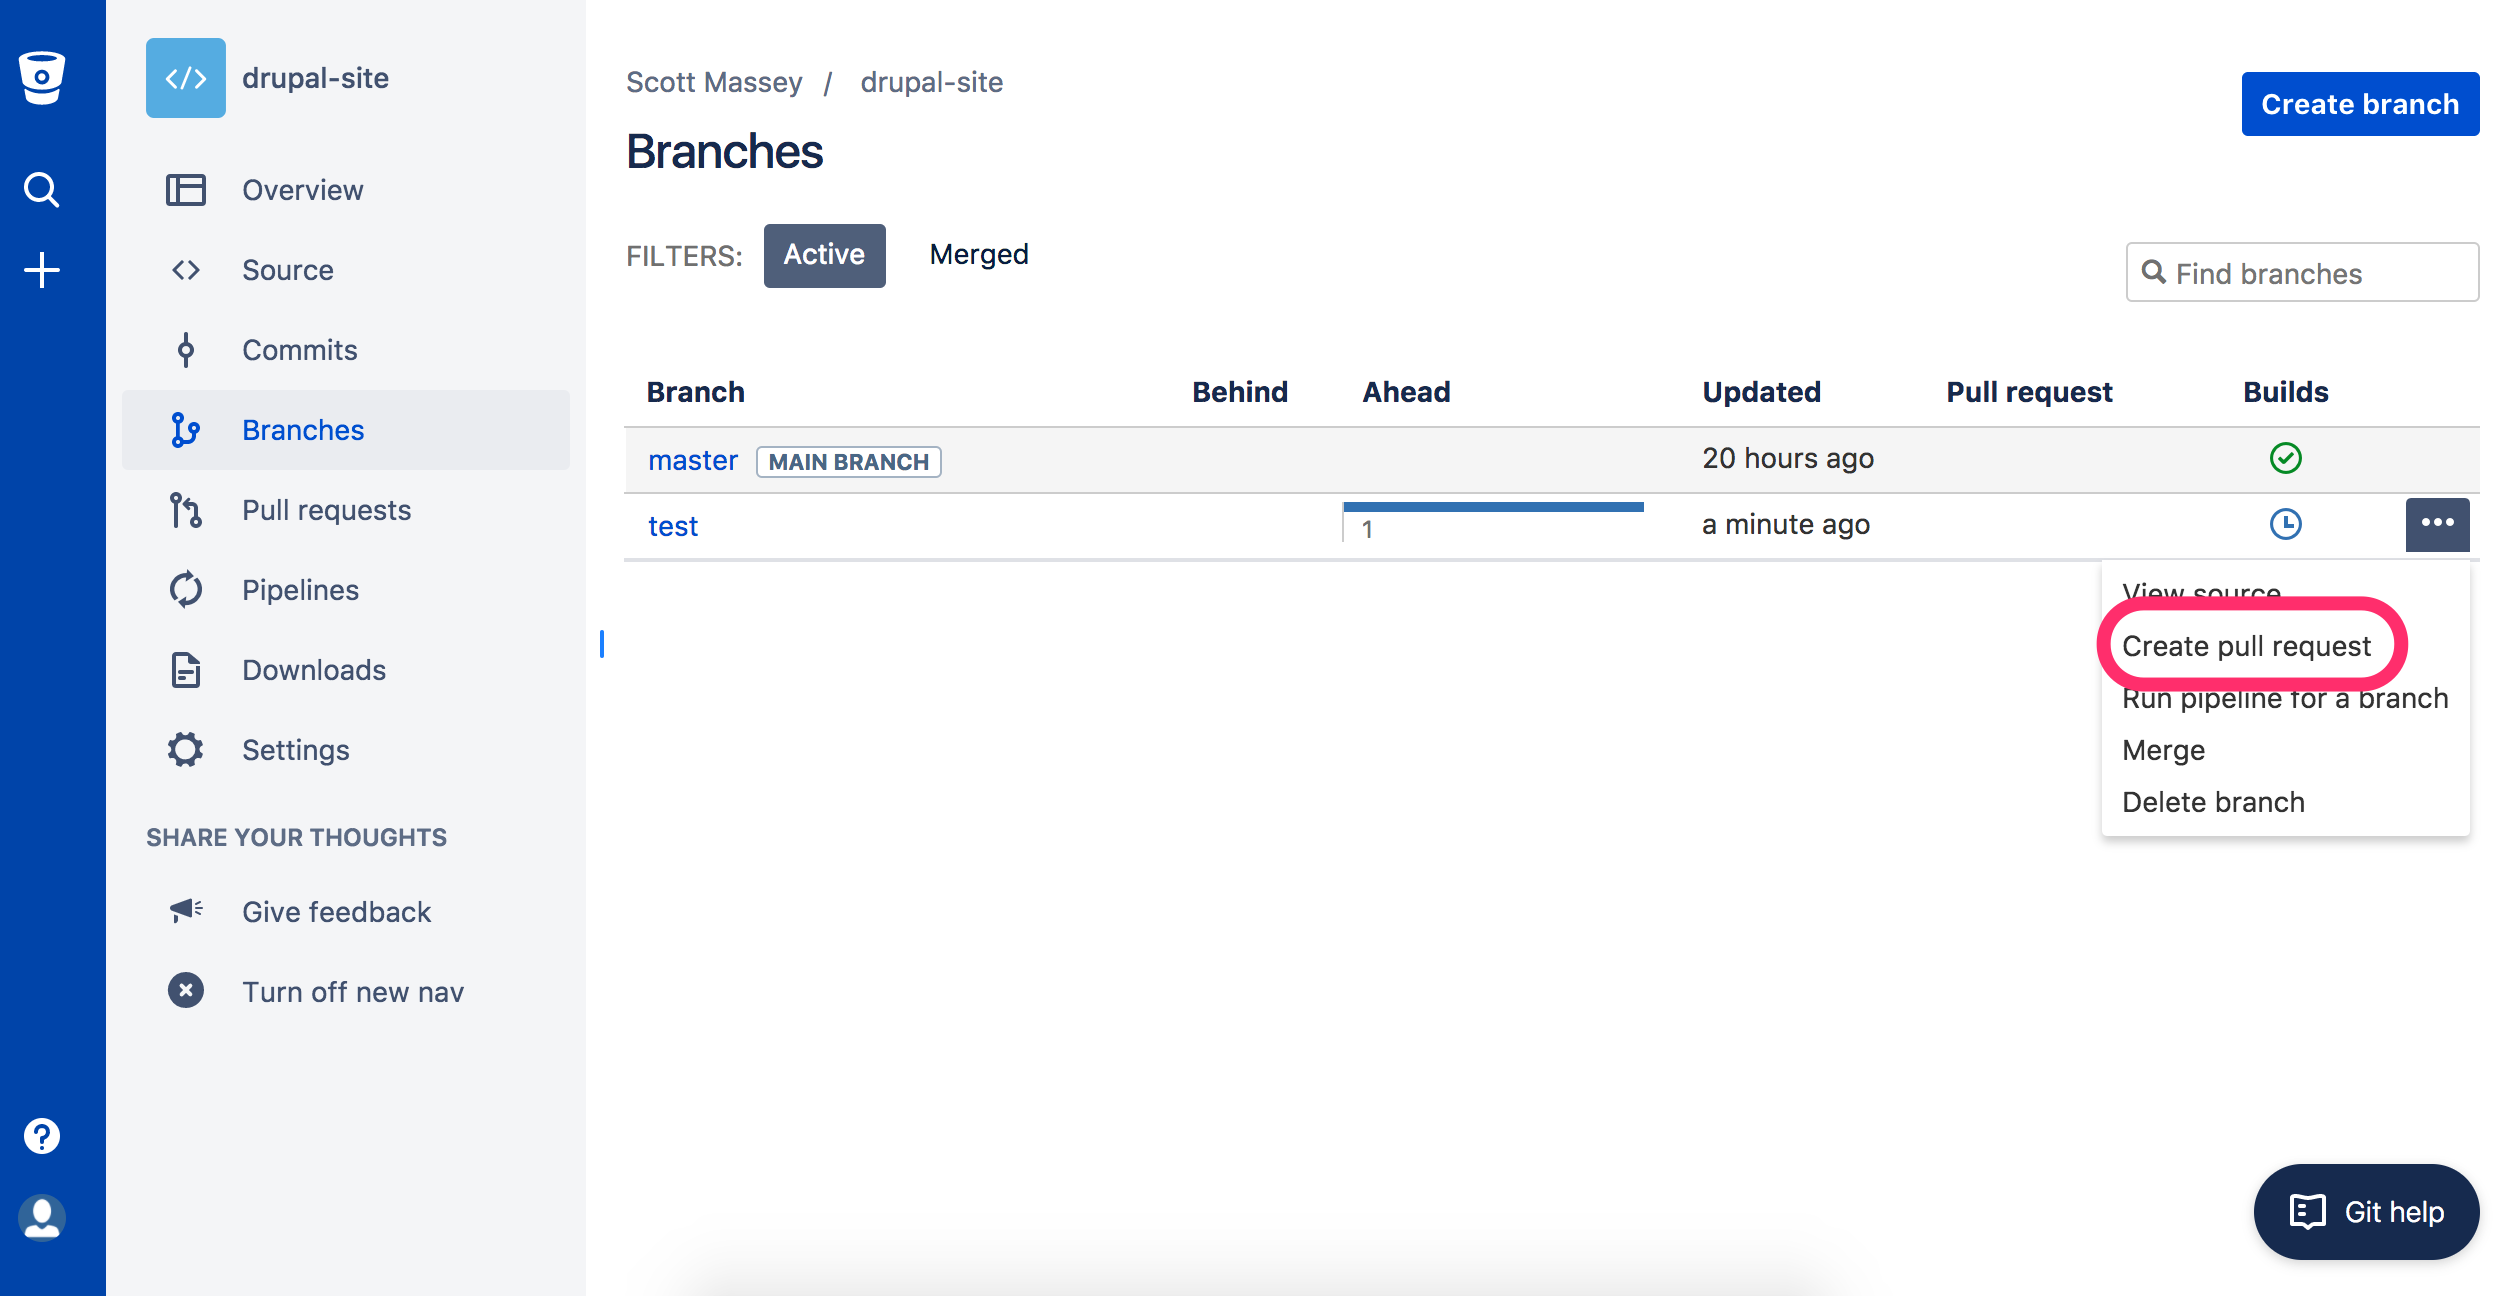 drupal-site
Overview
Source
Commits
Branches
Pull requests
Pipelines
Downloads
Settings
SHARE YOUR THOUGHTS
Give feedback
Turn off new nav
Scott Massey / drupal-site
Create branch
Branches
FILTERS: Active Merged
Find branches
Branch Behind Ahead Updated Pull request Builds
master MAIN BRANCH 20 hours ago
test 1 a minute ago
View source
Create pull request
Run pipeline for a branch
Merge
Delete branch
Git help